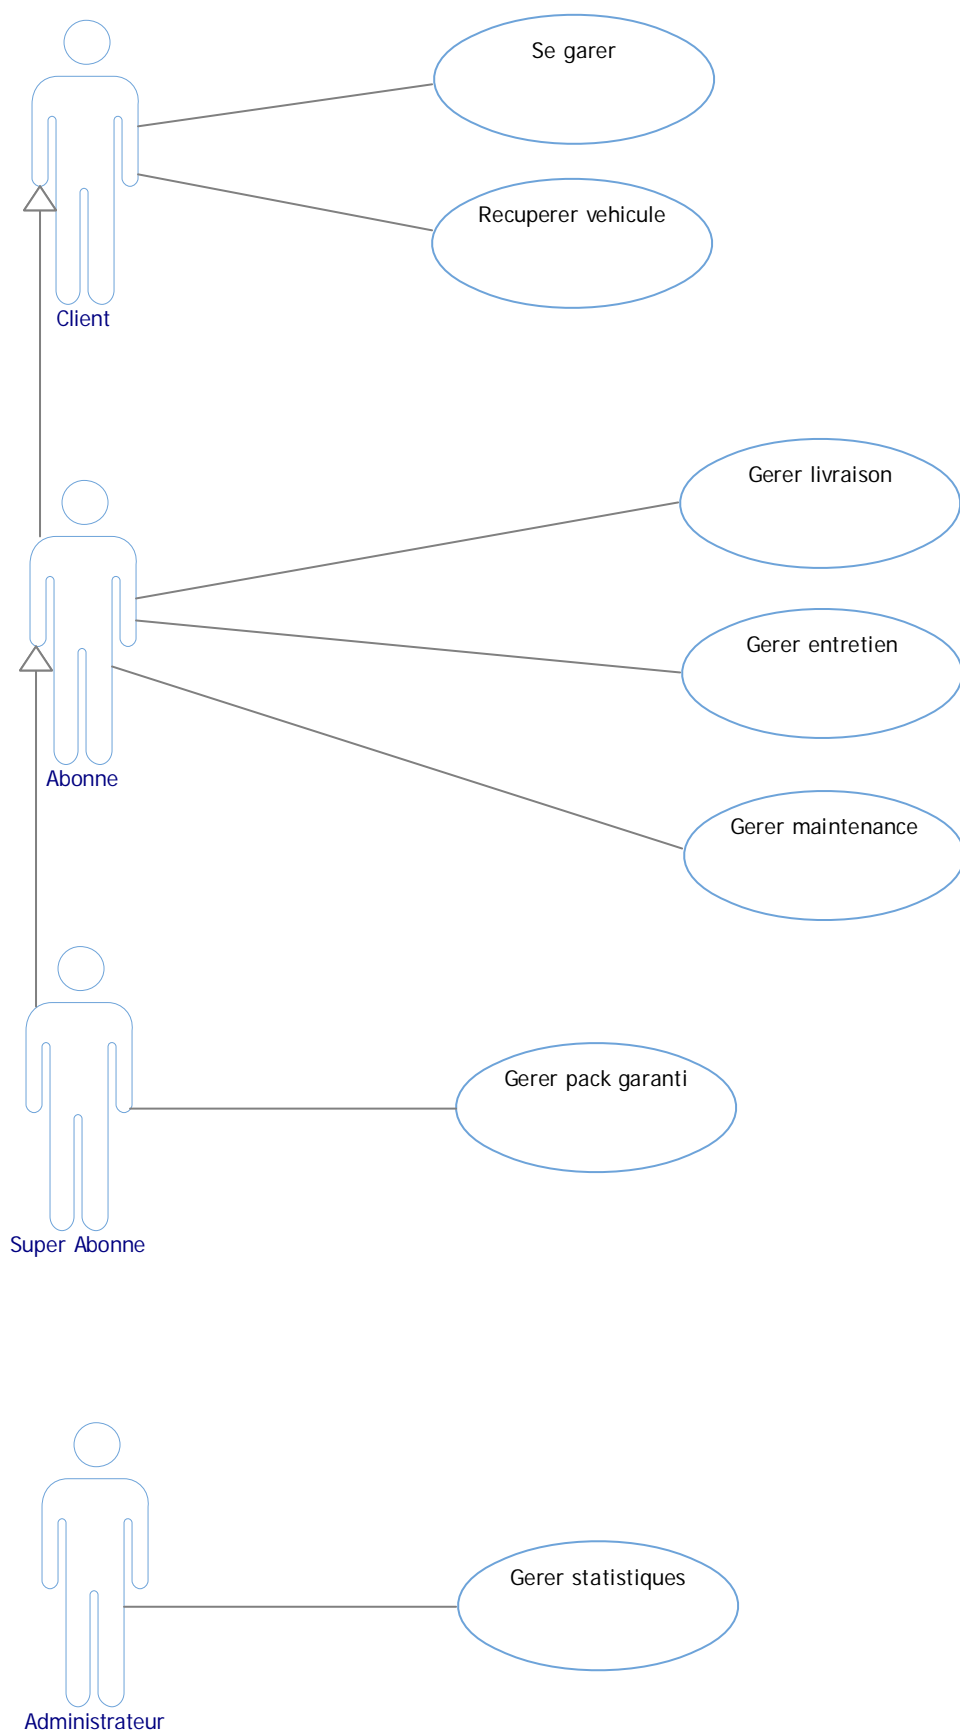 Se garer
Recuperer vehicule
Client
Gerer livraison
Gerer entretien
Abonne
Gerer maintenance
Gerer pack garanti
Super Abonne
Gerer statistiques
Administrateur